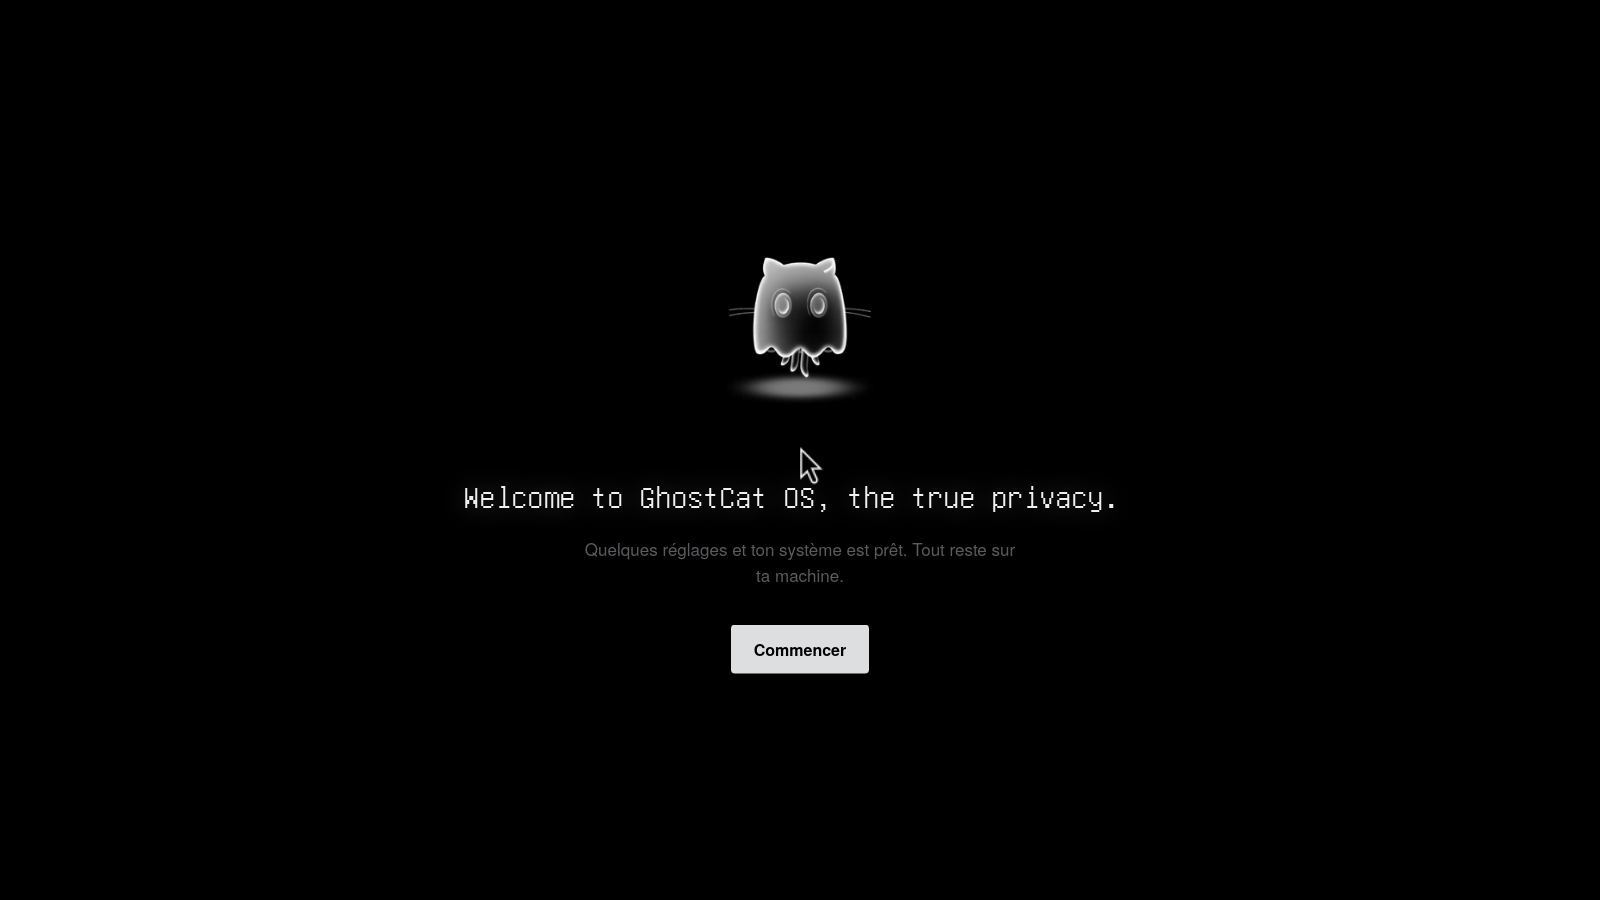 Welcome to GhostCat OS, the true privacy.
Quelques réglages et ton système est prêt. Tout reste sur
ta machine.
Commencer